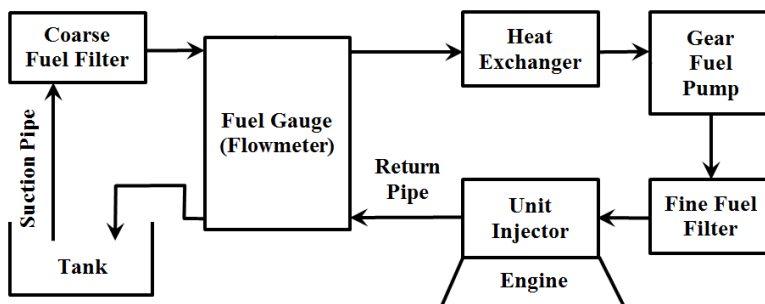 Coarse
Fuel Filter
Heat
Exchanger
Gear
Fuel
Pump
Fuel Gauge
(Flowmeter)
Suction Pipe
Return
Pipe
Unit
Injector
Fine Fuel
Filter
Tank
Engine